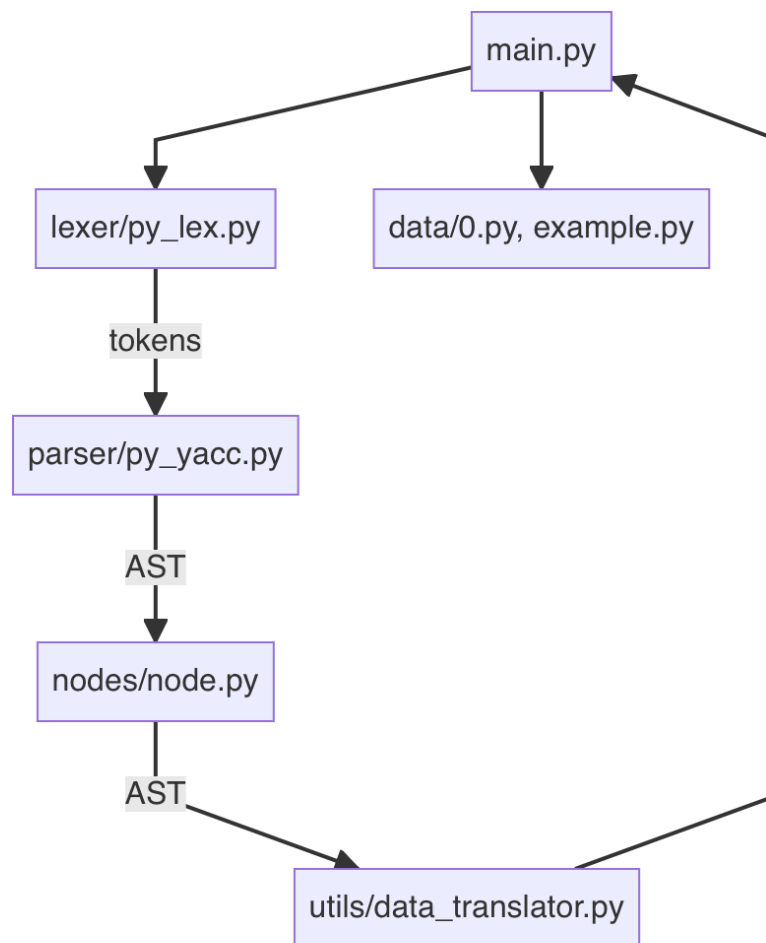 main.py
lexer/py_lex.py
data/0.py, example.py
tokens
parser/py_yacc.py
AST
nodes/node.py
AST
utils/data_translator.py